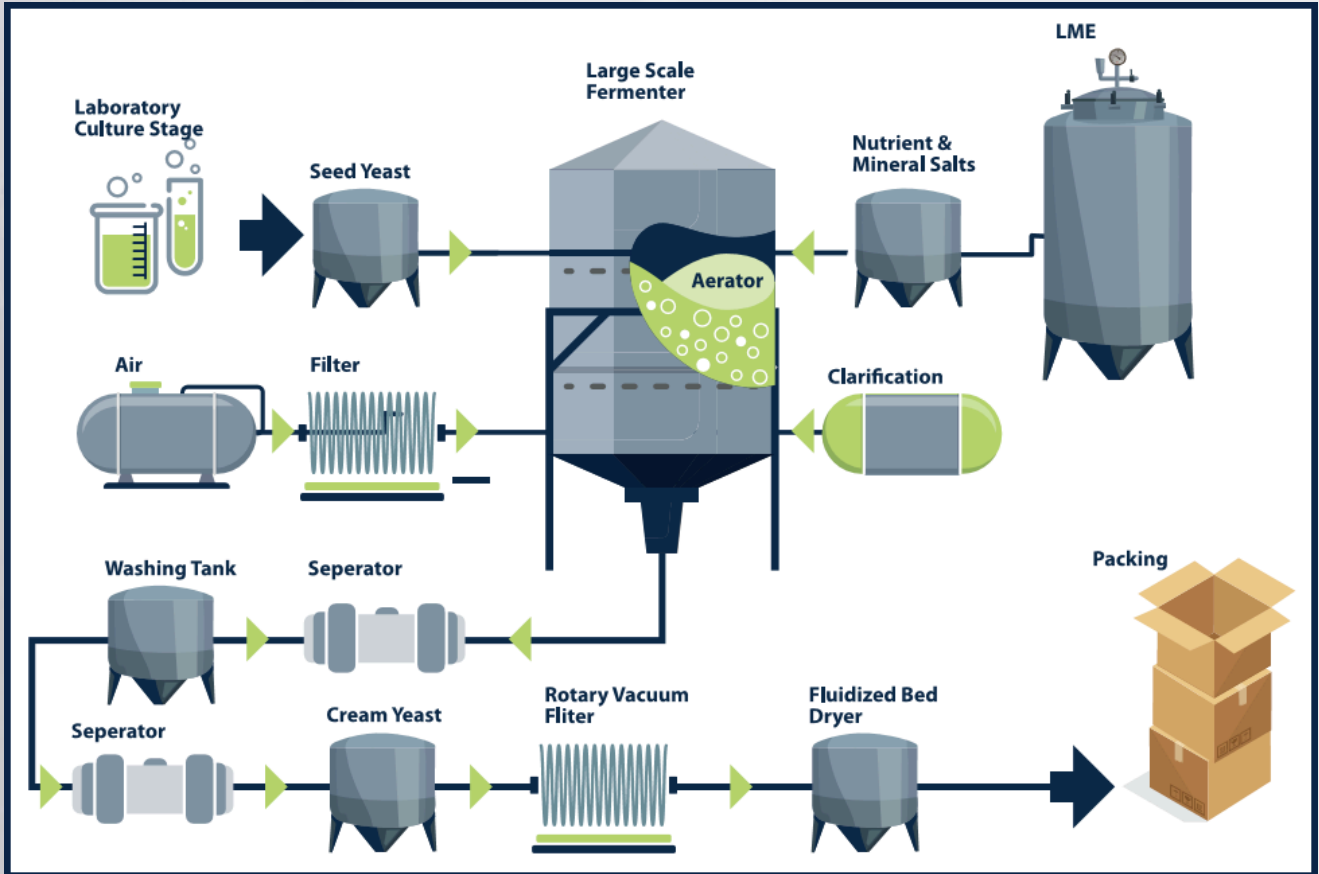 LME
Large Scale
Fermenter
Laboratory
Culture Stage
Nutrient &
Mineral Salts
Seed Yeast
Aerator
Air
Filter
Clarification
Washing Tank
Seperator
Packing
Seperator
Cream Yeast
Rotary Vacuum
Fliter
Fluidized Bed
Dryer